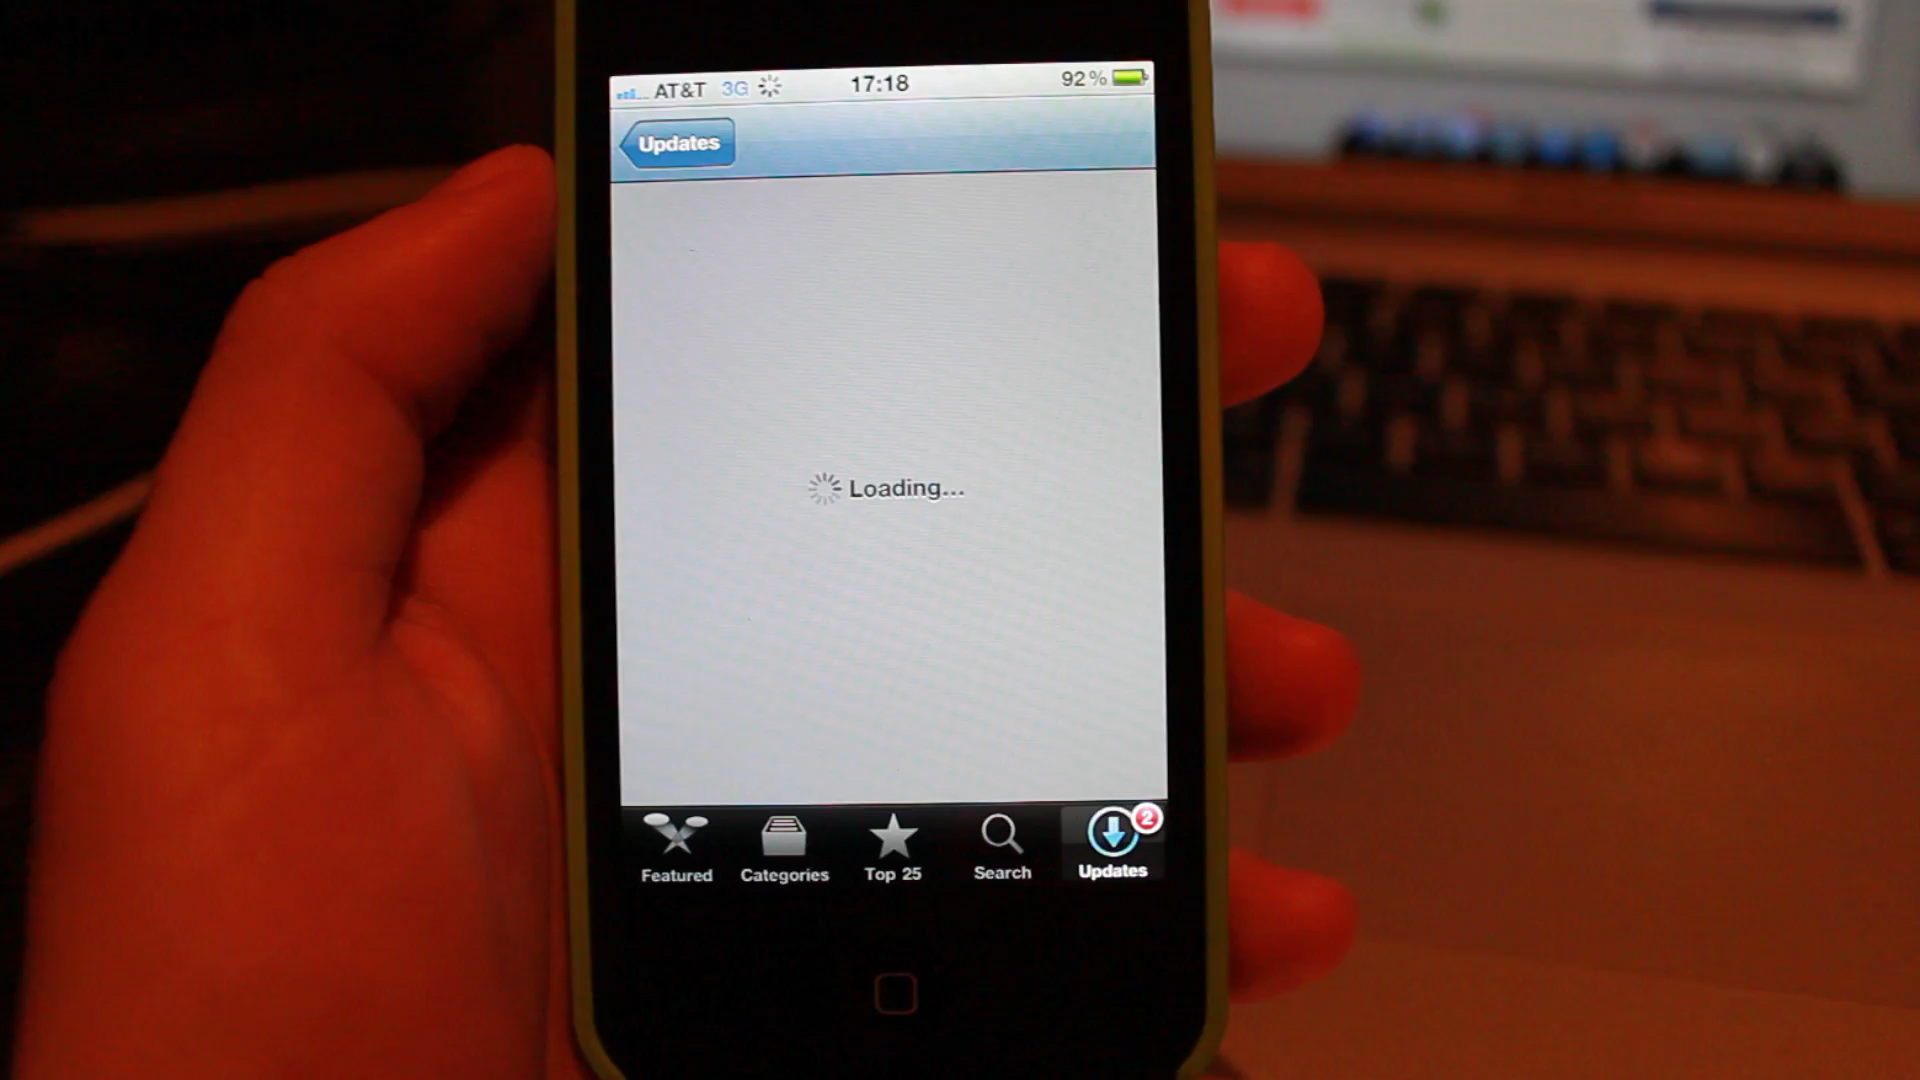 AT&T 3G 17:18 92%
Updates
Loading...
2
Featured Categories Top 25 Search Updates